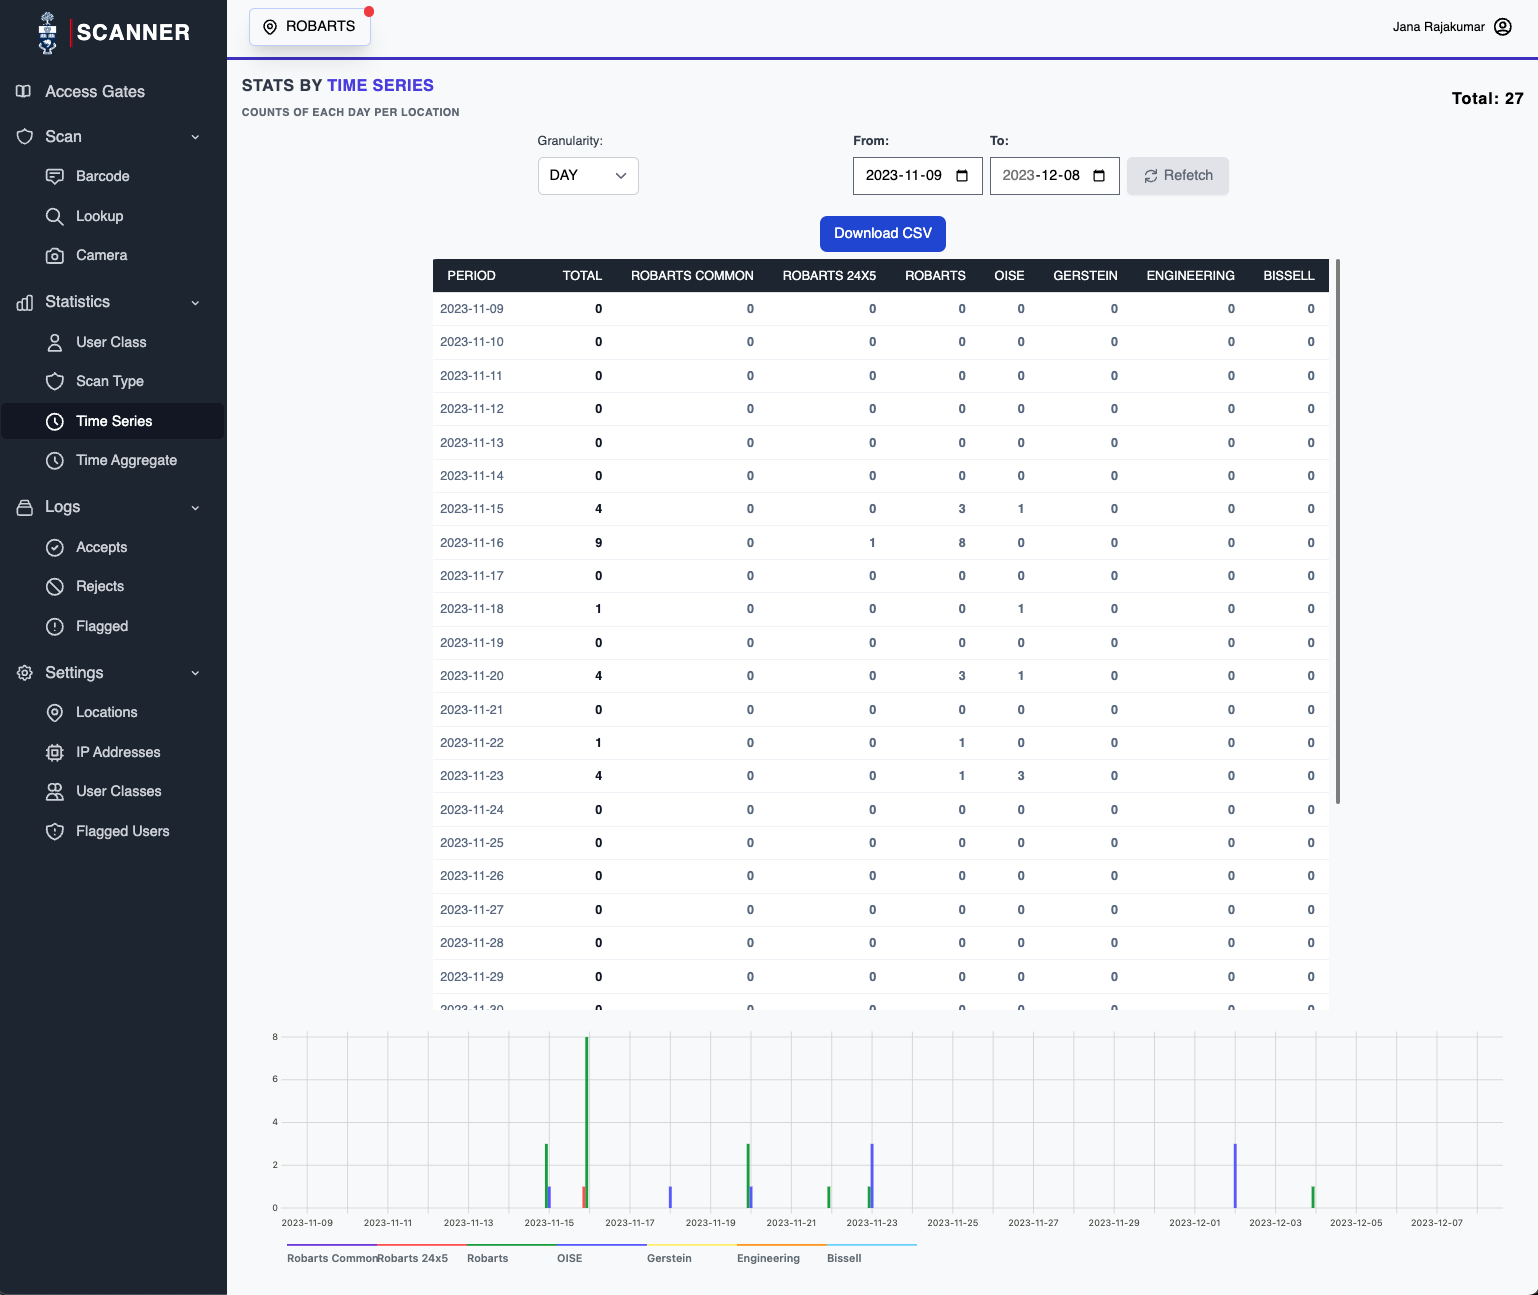 SCANNER
ROBARTS
Jana Rajakumar
Access Gates
Scan
Barcode
Lookup
Camera
Statistics
User Class
Scan Type
Time Series
Time Aggregate
Logs
Accepts
Rejects
Flagged
Settings
Locations
IP Addresses
User Classes
Flagged Users
STATS BY TIME SERIES
COUNTS OF EACH DAY PER LOCATION
Total: 27
Granularity:
DAY
From: To:
2023-11-09 2023-12-08 Refetch
Download CSV
PERIOD TOTAL ROBARTS COMMON ROBARTS 24X5 ROBARTS OISE GERSTEIN ENGINEERING BISSELL
2023-11-09 0 0 0 0 0 0 0 0
2023-11-10 0 0 0 0 0 0 0 0
2023-11-11 0 0 0 0 0 0 0 0
2023-11-12 0 0 0 0 0 0 0 0
2023-11-13 0 0 0 0 0 0 0 0
2023-11-14 0 0 0 0 0 0 0 0
2023-11-15 4 0 0 3 1 0 0 0
2023-11-16 9 0 1 8 0 0 0 0
2023-11-17 0 0 0 0 0 0 0 0
2023-11-18 1 0 0 0 1 0 0 0
2023-11-19 0 0 0 0 0 0 0 0
2023-11-20 4 0 0 3 1 0 0 0
2023-11-21 0 0 0 0 0 0 0 0
2023-11-22 1 0 0 1 0 0 0 0
2023-11-23 4 0 0 1 3 0 0 0
2023-11-24 0 0 0 0 0 0 0 0
2023-11-25 0 0 0 0 0 0 0 0
2023-11-26 0 0 0 0 0 0 0 0
2023-11-27 0 0 0 0 0 0 0 0
2023-11-28 0 0 0 0 0 0 0 0
2023-11-29 0 0 0 0 0 0 0 0
2023-11-30 0 0 0 0 0 0 0 0
8
6
4
2
0
2023-11-09 2023-11-11 2023-11-13 2023-11-15 2023-11-17 2023-11-19 2023-11-21 2023-11-23 2023-11-25 2023-11-27 2023-11-29 2023-12-01 2023-12-03 2023-12-05 2023-12-07
Robarts Common Robarts 24x5 Robarts OISE Gerstein Engineering Bissell